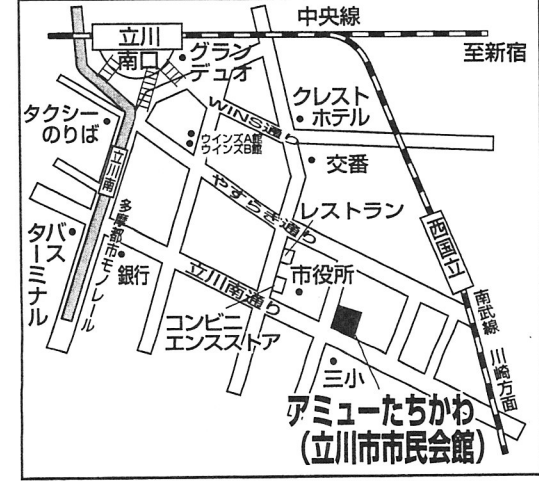 中央線
立川
南口
グラン
デュオ
至新宿
タクシー
のりば
WINS通り
クレスト
ホテル
ウインズA館
ウインズB館
交番
立川南
やすらぎ通り
レストラン
西国立
バス
ターミナル
多摩都市モノレール
銀行
立川南通り
市役所
南武線 川崎方面
コンビニ
エンスストア
三小
アミューたちかわ
(立川市市民会館)